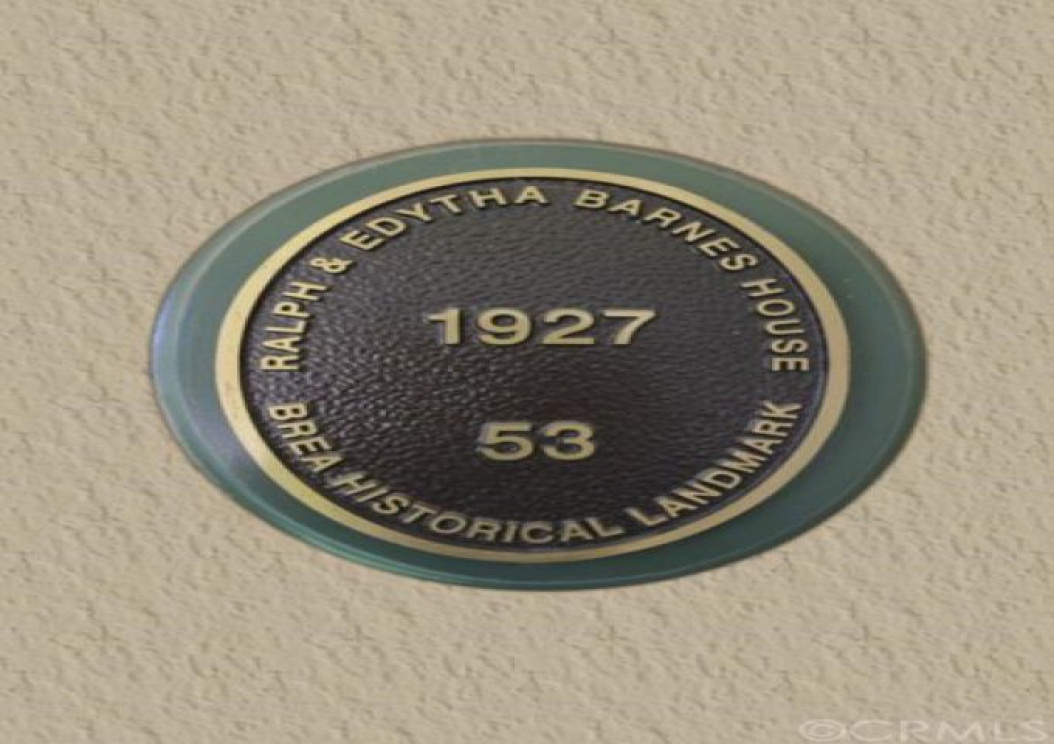 RALPH & EDYTHA BARNES HOUSE
1927
53
BREA HISTORICAL LANDMARK
©CRMLS